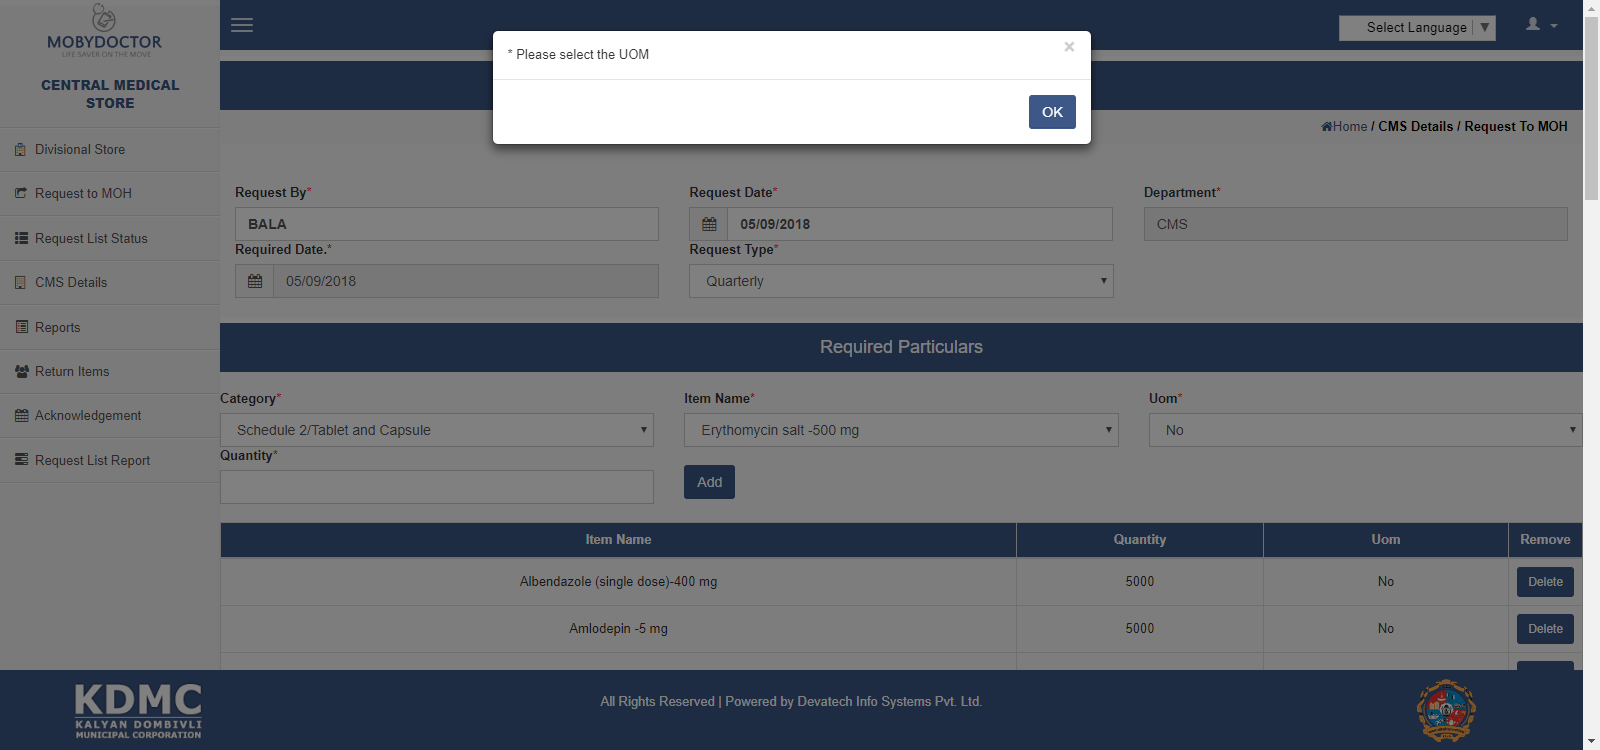 MOBYDOCTOR
LIFE SAVER ON THE MOVE
CENTRAL MEDICAL
STORE
Divisional Store
Request to MOH
Request List Status
CMS Details
Reports
Return Items
Acknowledgement
Request List Report
Select Language ▼
* Please select the UOM
×
OK
Home / CMS Details / Request To MOH
Request By*
Request Date*
Department*
BALA
05/09/2018
CMS
Required Date.*
Request Type*
05/09/2018
Quarterly
Required Particulars
Category*
Item Name*
Uom*
Schedule 2/Tablet and Capsule
Erythomycin salt -500 mg
No
Quantity*
Add
Item Name Quantity Uom Remove
Albendazole (single dose)-400 mg 5000 No Delete
Amlodepin -5 mg 5000 No Delete
KDMC
KALYAN DOMBIVLI
MUNICIPAL CORPORATION
All Rights Reserved | Powered by Devatech Info Systems Pvt. Ltd.